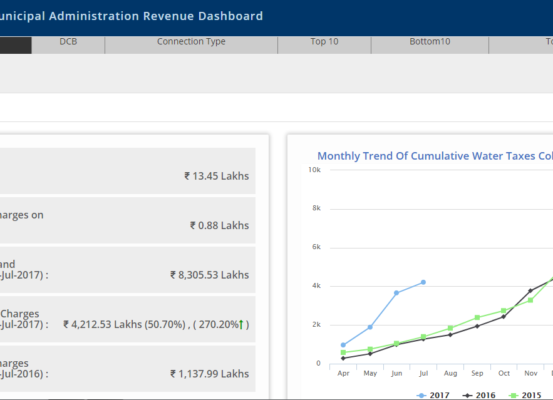 unicipal Administration Revenue Dashboard
DCB Connection Type Top 10 Bottom10
₹ 13.45 Lakhs
harges on
₹ 0.88 Lakhs
and
-Jul-2017) : ₹ 8,305.53 Lakhs
Charges
-Jul-2017) : ₹ 4,212.53 Lakhs (50.70%) , ( 270.20%↑ )
harges
-Jul-2016) : ₹ 1,137.99 Lakhs
Monthly Trend Of Cumulative Water Taxes Col
10k
8k
6k
4k
2k
0
Apr May Jun Jul Aug Sep Oct Nov
2017 2016 2015